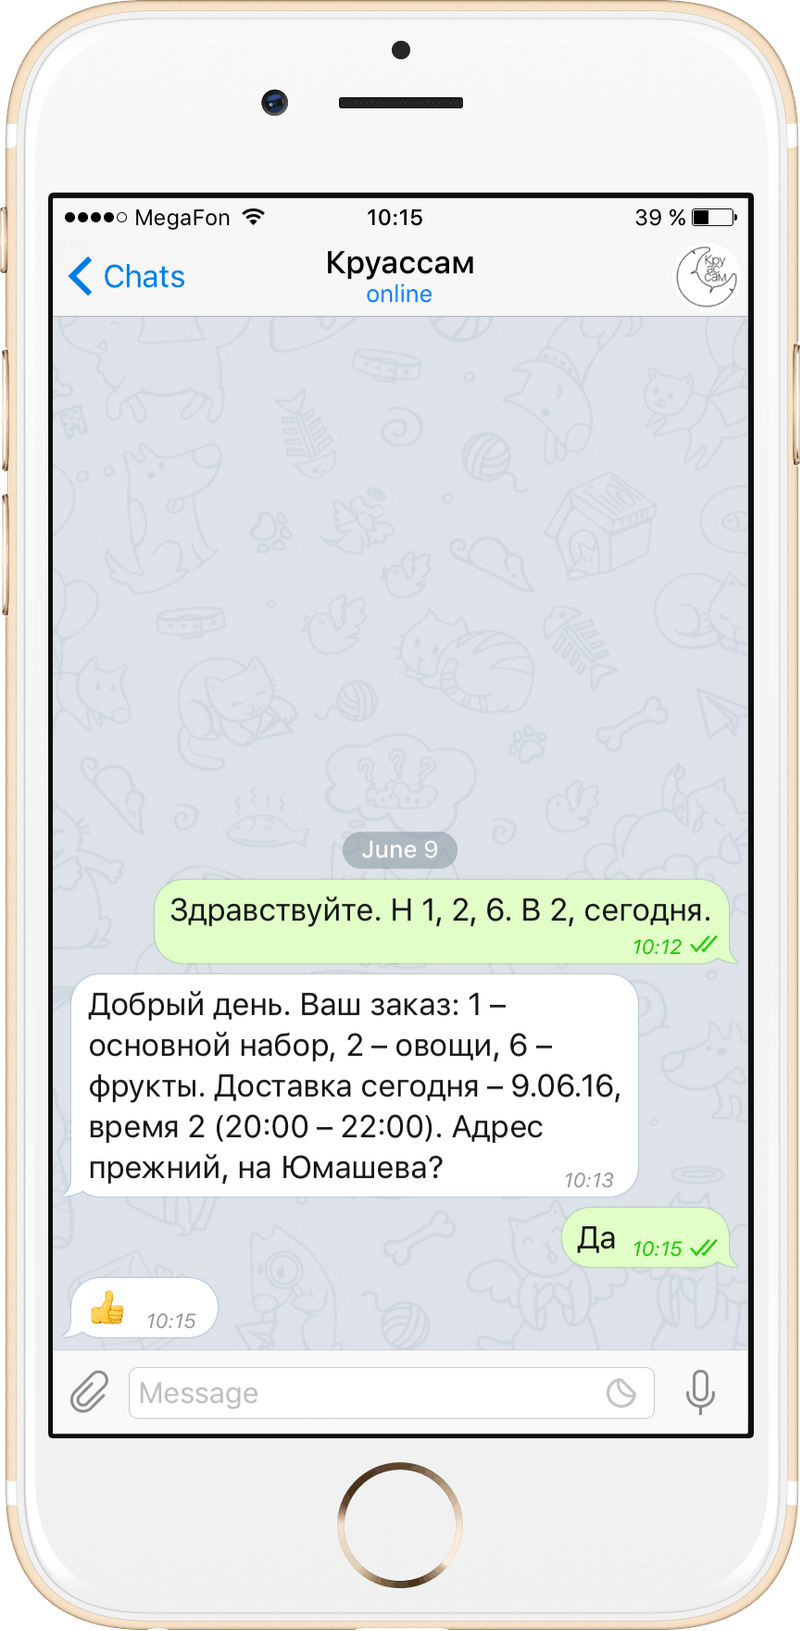 MegaFon 10:15 39 %
Chats Круассам
online
Кру
ас
сам
June 9
Здравствуйте. Н 1, 2, 6. В 2, сегодня.
10:12
Добрый день. Ваш заказ: 1 –
основной набор, 2 – овощи, 6 –
фрукты. Доставка сегодня – 9.06.16,
время 2 (20:00 – 22:00). Адрес
прежний, на Юмашева?
10:13
Да 10:15
👍 10:15
Message